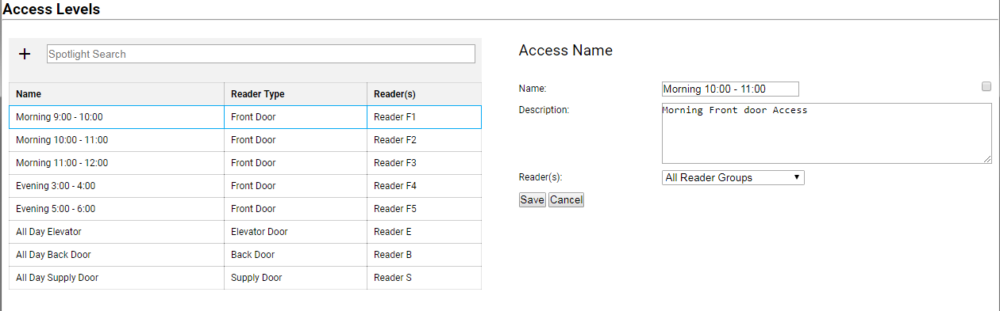 Access Levels
+ Spotlight Search
Name Reader Type Reader(s)
Morning 9:00 - 10:00 Front Door Reader F1
Morning 10:00 - 11:00 Front Door Reader F2
Morning 11:00 - 12:00 Front Door Reader F3
Evening 3:00 - 4:00 Front Door Reader F4
Evening 5:00 - 6:00 Front Door Reader F5
All Day Elevator Elevator Door Reader E
All Day Back Door Back Door Reader B
All Day Supply Door Supply Door Reader S
Access Name
Name: Morning 10:00 - 11:00
Description: Morning Front door Access
Reader(s): All Reader Groups
Save Cancel